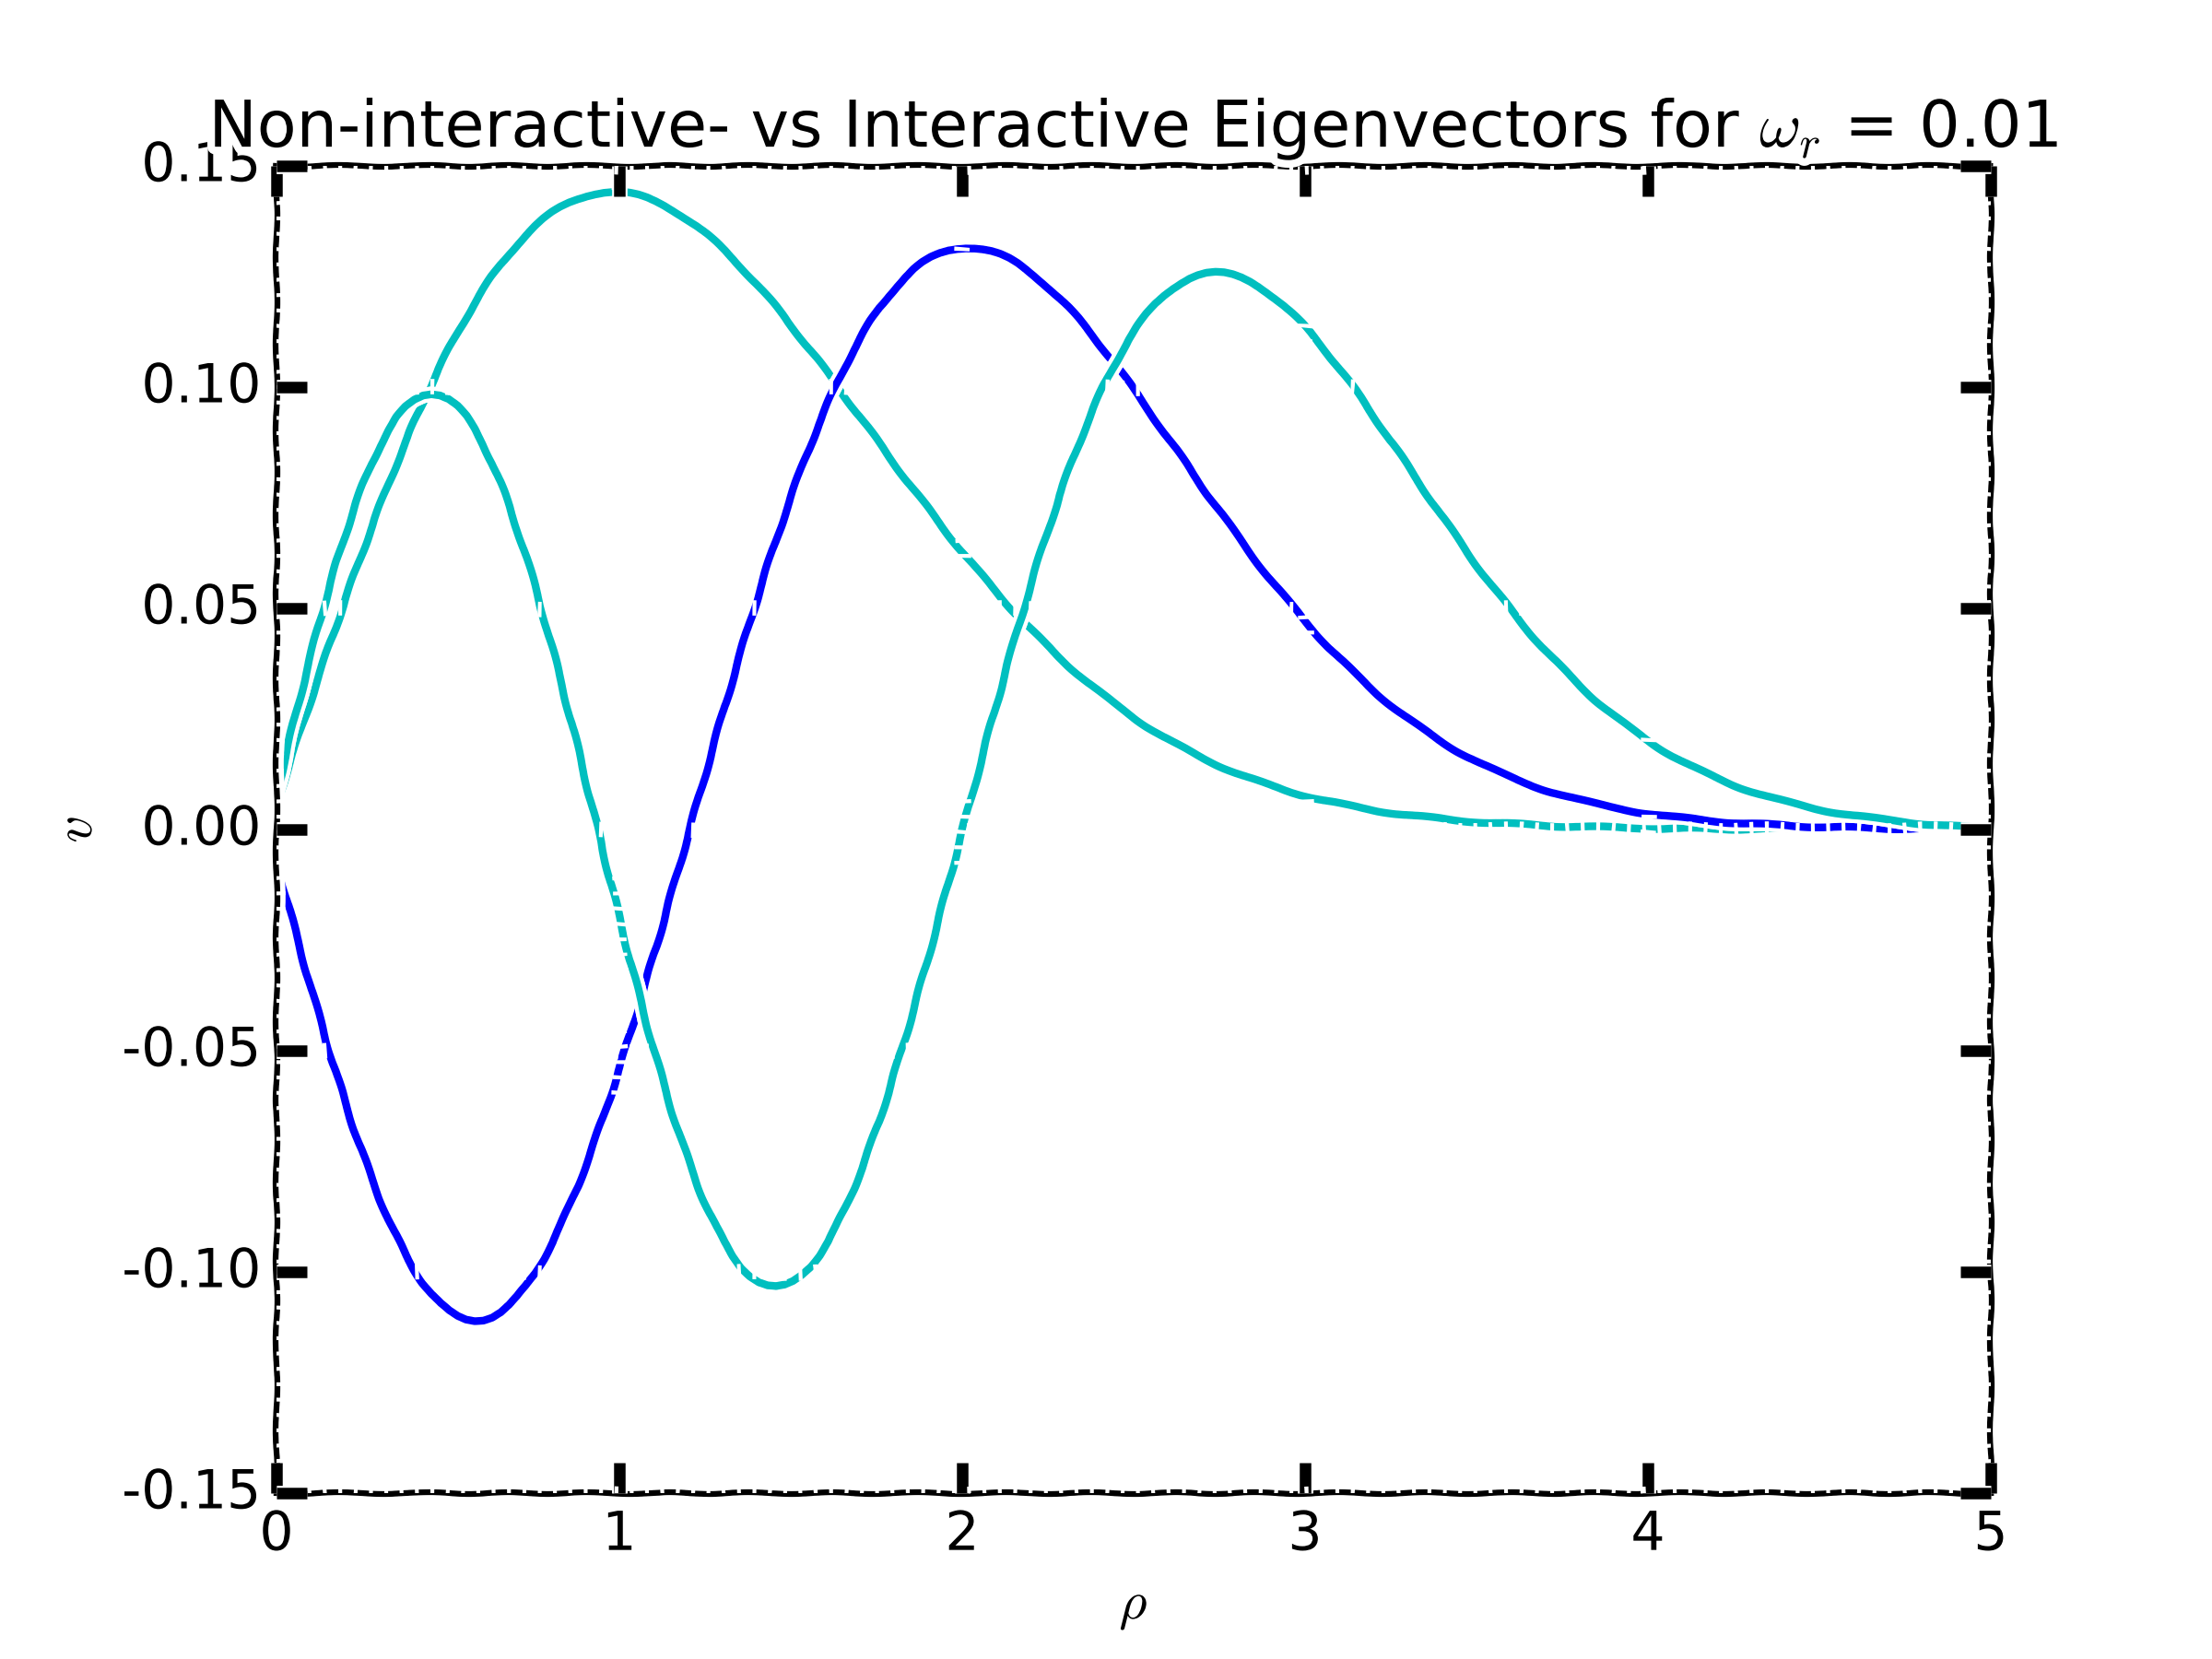 Non-interactive- vs Interactive Eigenvectors for ωᵣ = 0.01
0.15
0.10
0.05
0.00
-0.05
-0.10
-0.15
v
0 1 2 3 4 5
ρ